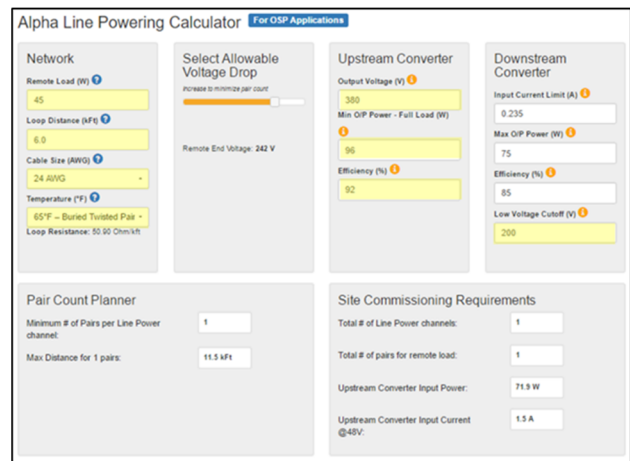 Alpha Line Powering Calculator For OSP Applications
Network
Remote Load (W) ?
45
Loop Distance (kFt) ?
6.0
Cable Size (AWG) ?
24 AWG
Temperature (°F) ?
65°F – Buried Twisted Pair
Loop Resistance: 50.90 Ohm/kft
Select Allowable
Voltage Drop
Increase to minimize pair count
Remote End Voltage: 242 V
Upstream Converter
Output Voltage (V) i
380
Min O/P Power - Full Load (W)
i
96
Efficiency (%) i
92
Downstream
Converter
Input Current Limit (A) i
0.235
Max O/P Power (W) i
75
Efficiency (%) i
85
Low Voltage Cutoff (V) i
200
Pair Count Planner
Minimum # of Pairs per Line Power
channel:
1
Max Distance for 1 pairs:
11.5 kFt
Site Commissioning Requirements
Total # of Line Power channels:
1
Total # of pairs for remote load:
1
Upstream Converter Input Power:
71.9 W
Upstream Converter Input Current
@48V:
1.5 A